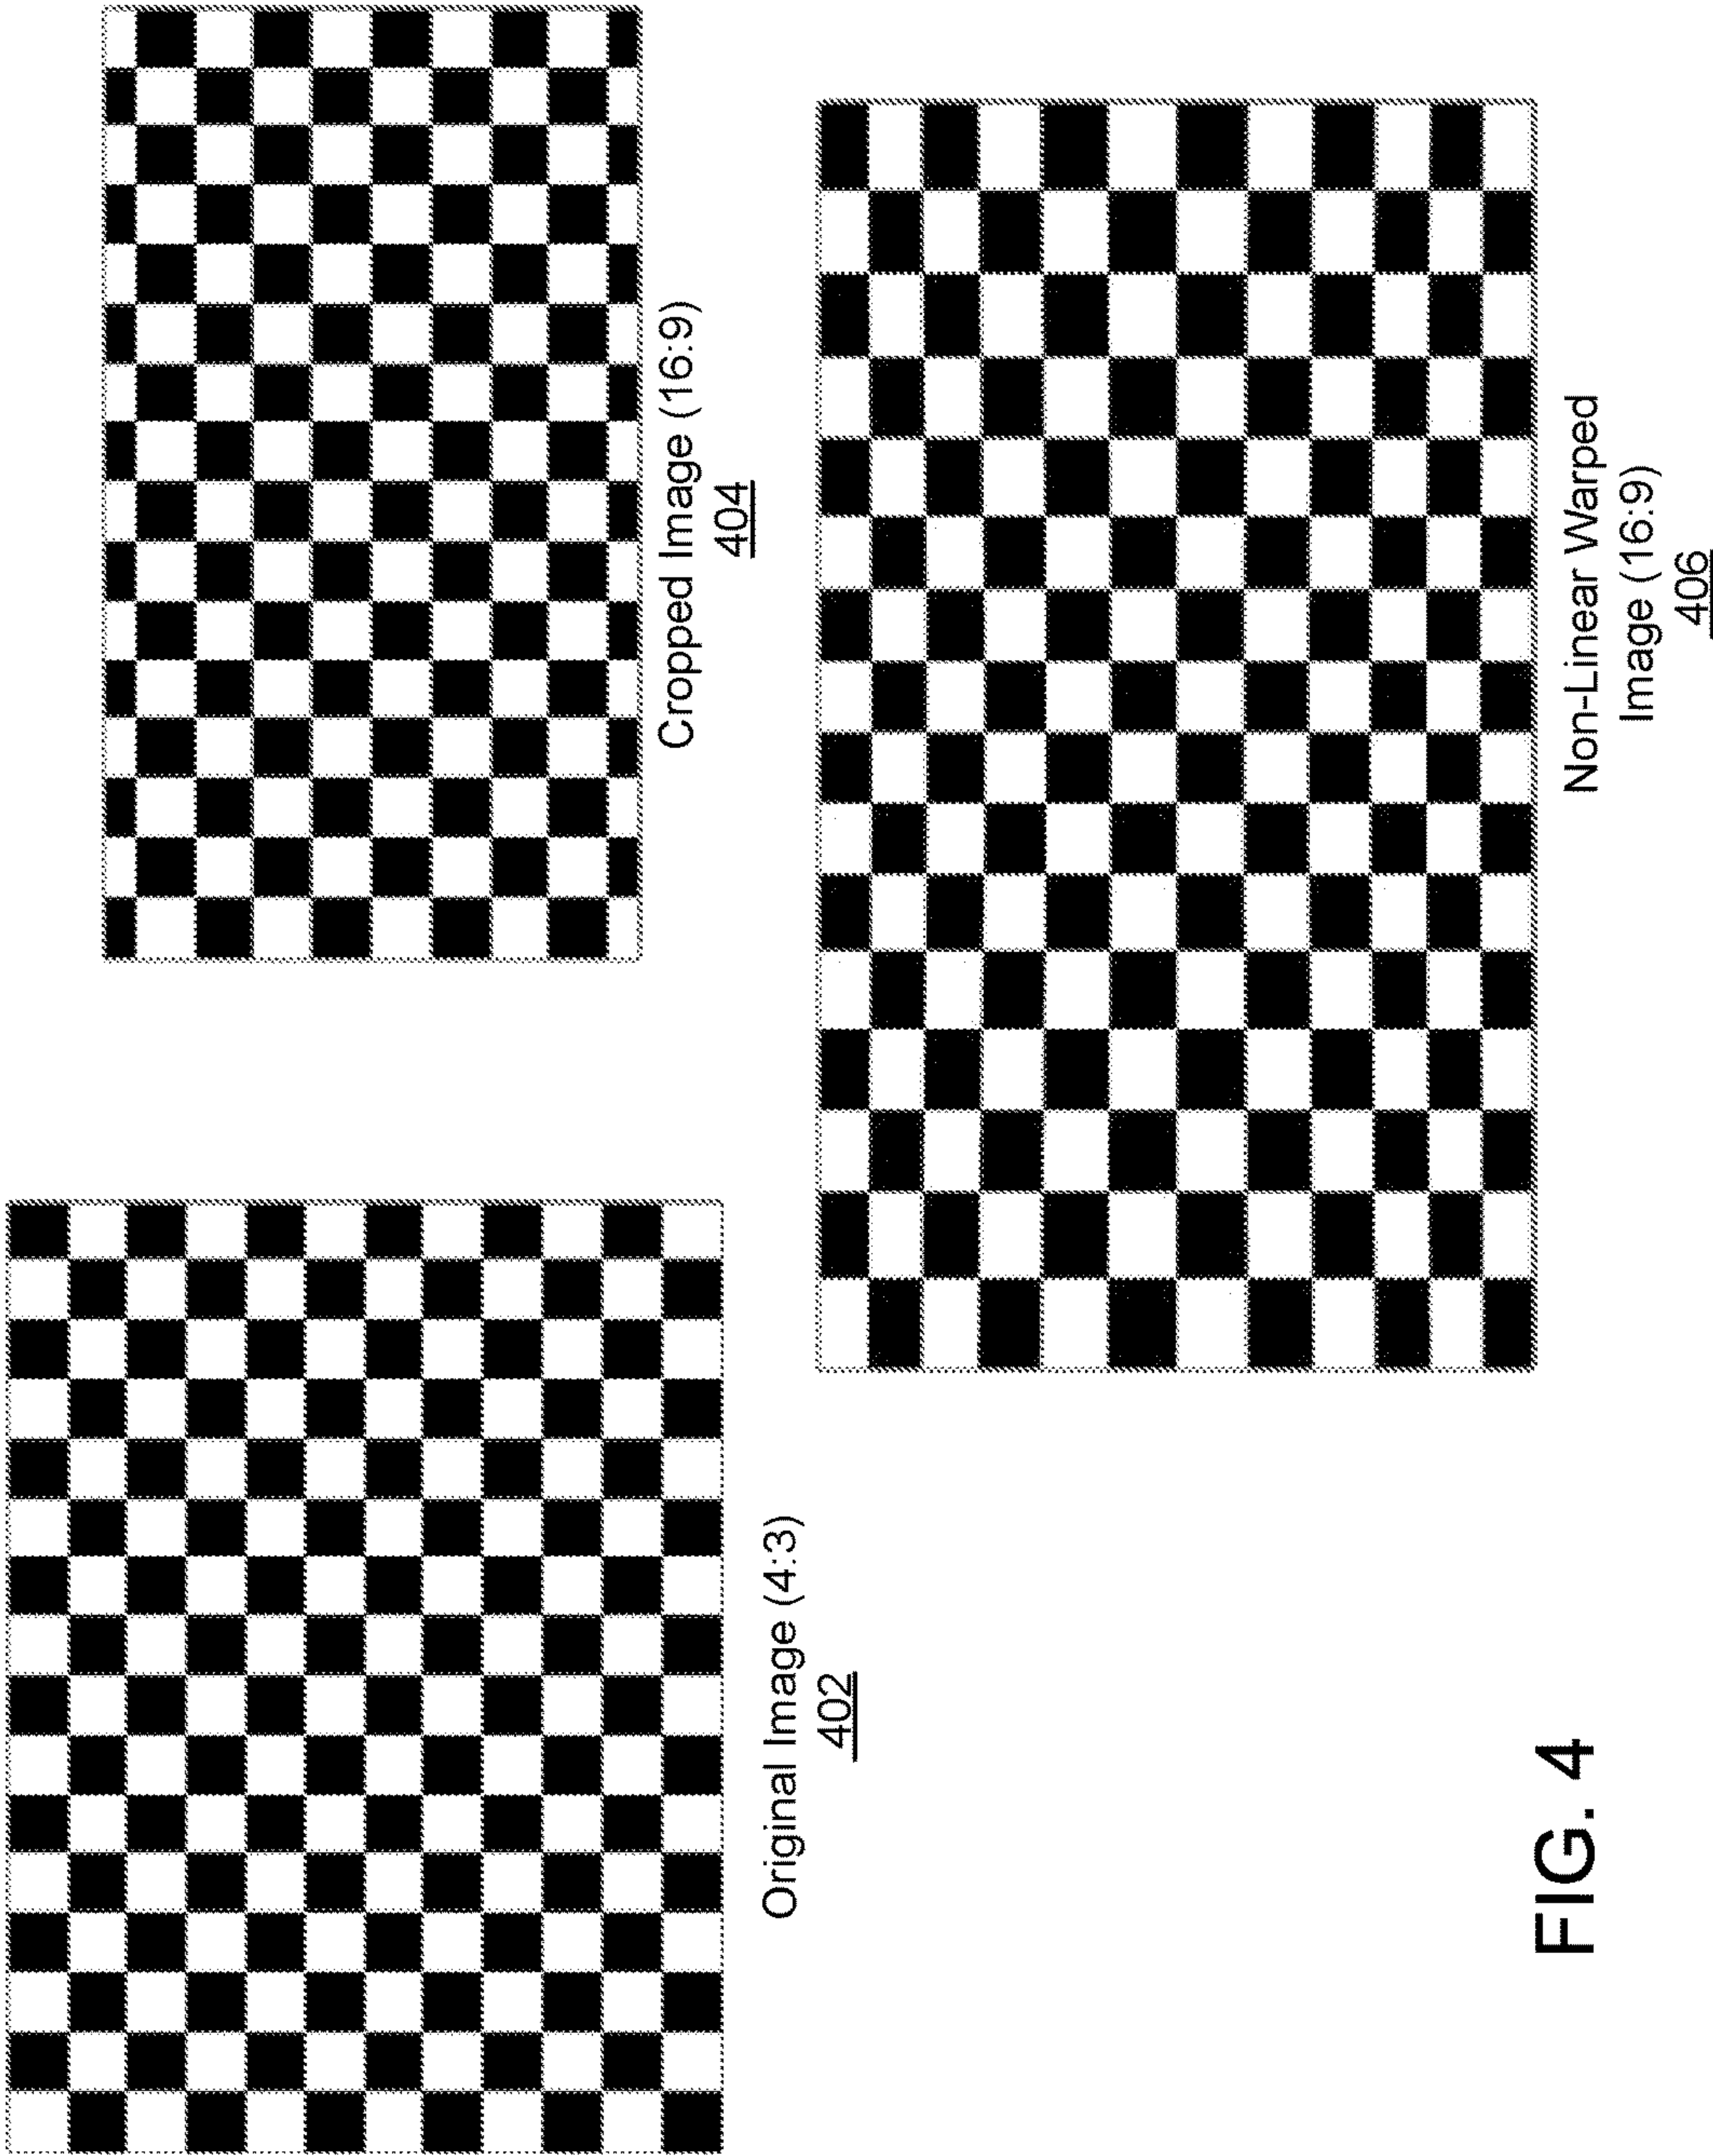 Original Image (4:3)
402
Cropped Image (16:9)
404
Non-Linear Warped
Image (16:9)
406
FIG. 4